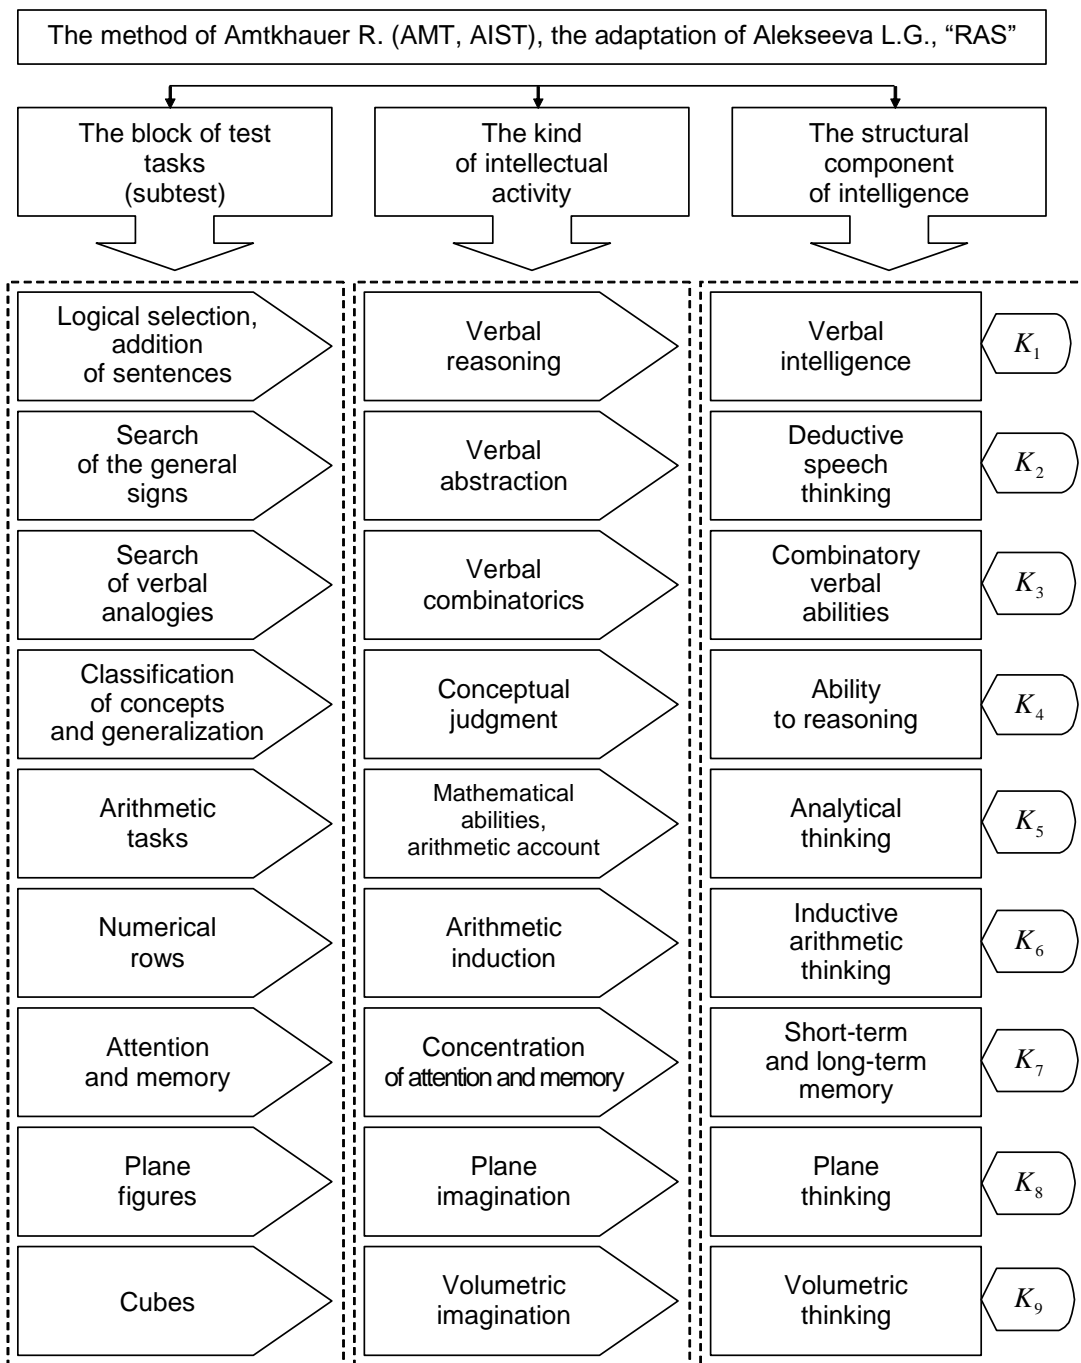 The method of Amtkhauer R. (AMT, AIST), the adaptation of Alekseeva L.G., “RAS”
The block of test
tasks
(subtest)
The kind
of intellectual
activity
The structural
component
of intelligence
Logical selection,
addition
of sentences
Verbal
reasoning
Verbal
intelligence
K1
Search
of the general
signs
Verbal
abstraction
Deductive
speech
thinking
K2
Search
of verbal
analogies
Verbal
combinatorics
Combinatory
verbal
abilities
K3
Classification
of concepts
and generalization
Conceptual
judgment
Ability
to reasoning
K4
Arithmetic
tasks
Mathematical
abilities,
arithmetic account
Analytical
thinking
K5
Numerical
rows
Arithmetic
induction
Inductive
arithmetic
thinking
K6
Attention
and memory
Concentration
of attention and memory
Short-term
and long-term
memory
K7
Plane
figures
Plane
imagination
Plane
thinking
K8
Cubes
Volumetric
imagination
Volumetric
thinking
K9